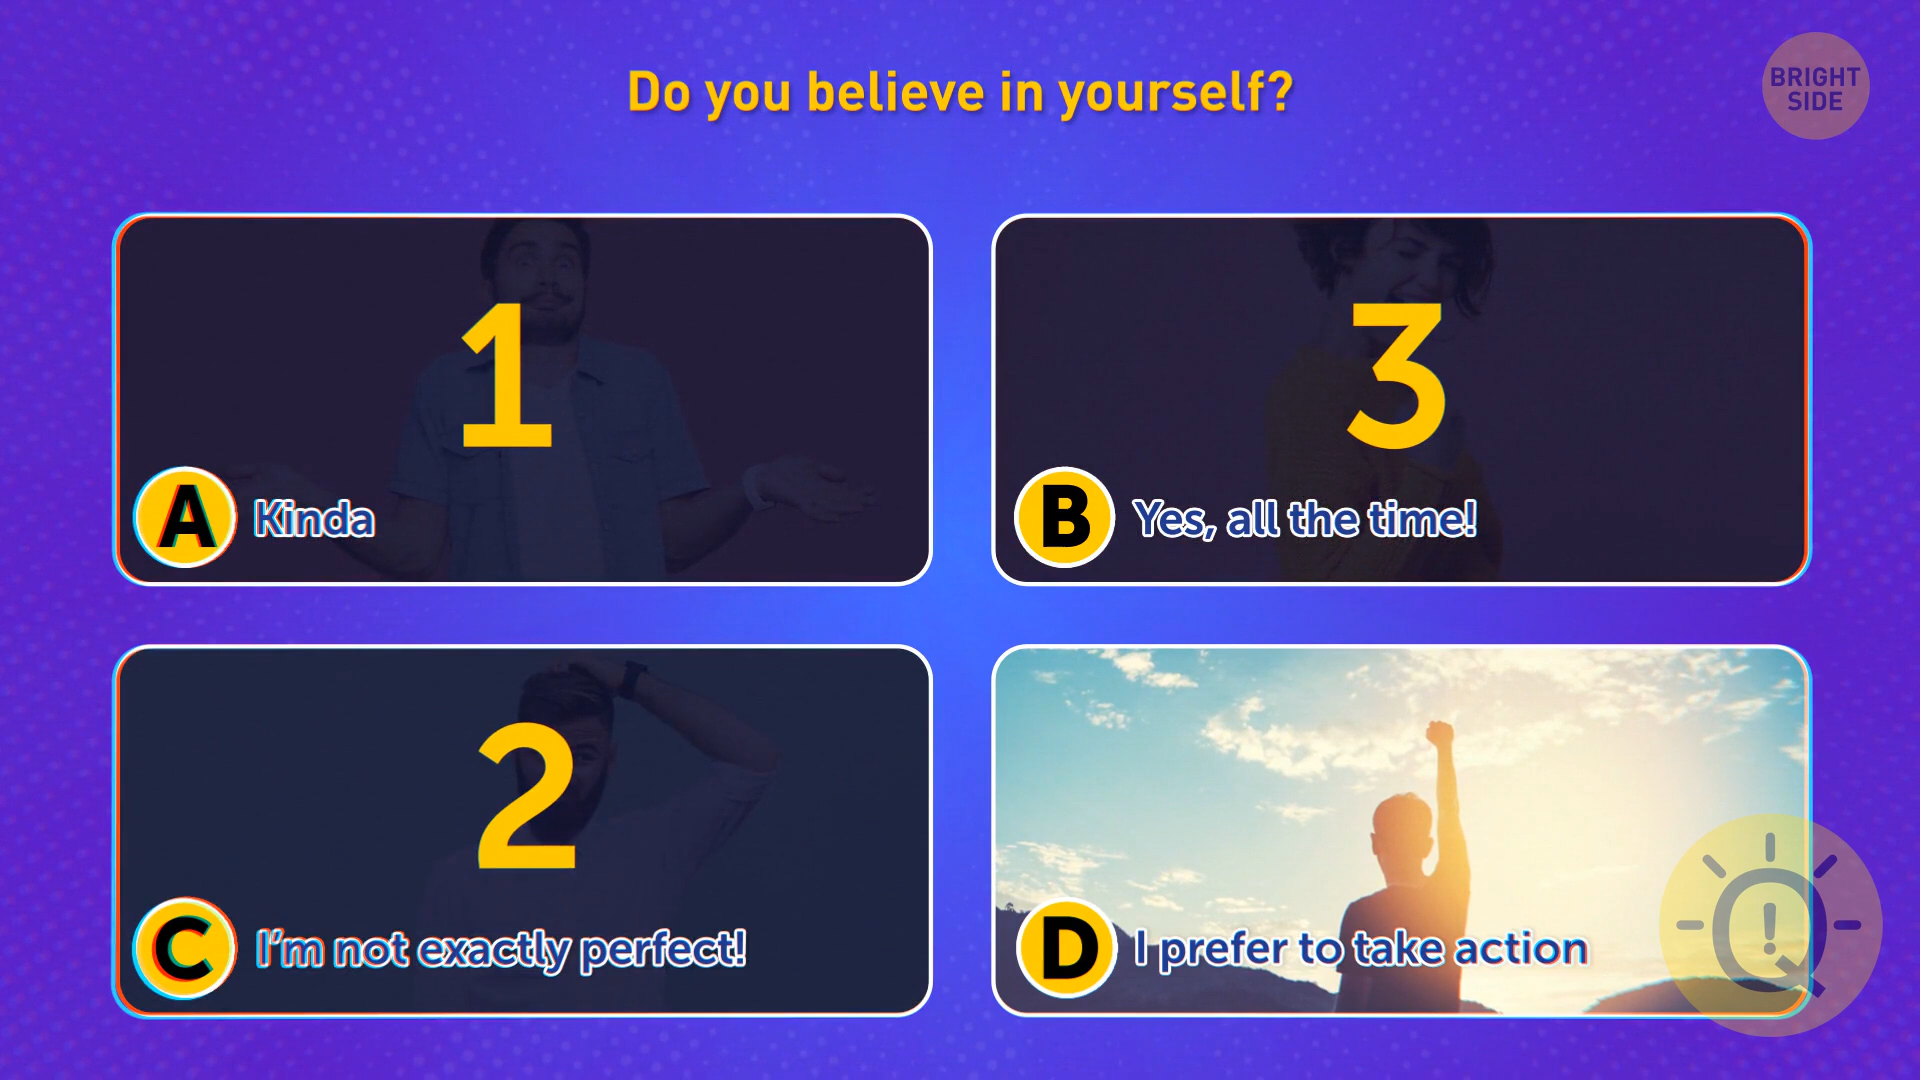 Do you believe in yourself?
BRIGHT
SIDE
1
A Kinda
3
B Yes, all the time!
2
C I'm not exactly perfect!
D I prefer to take action
Q!